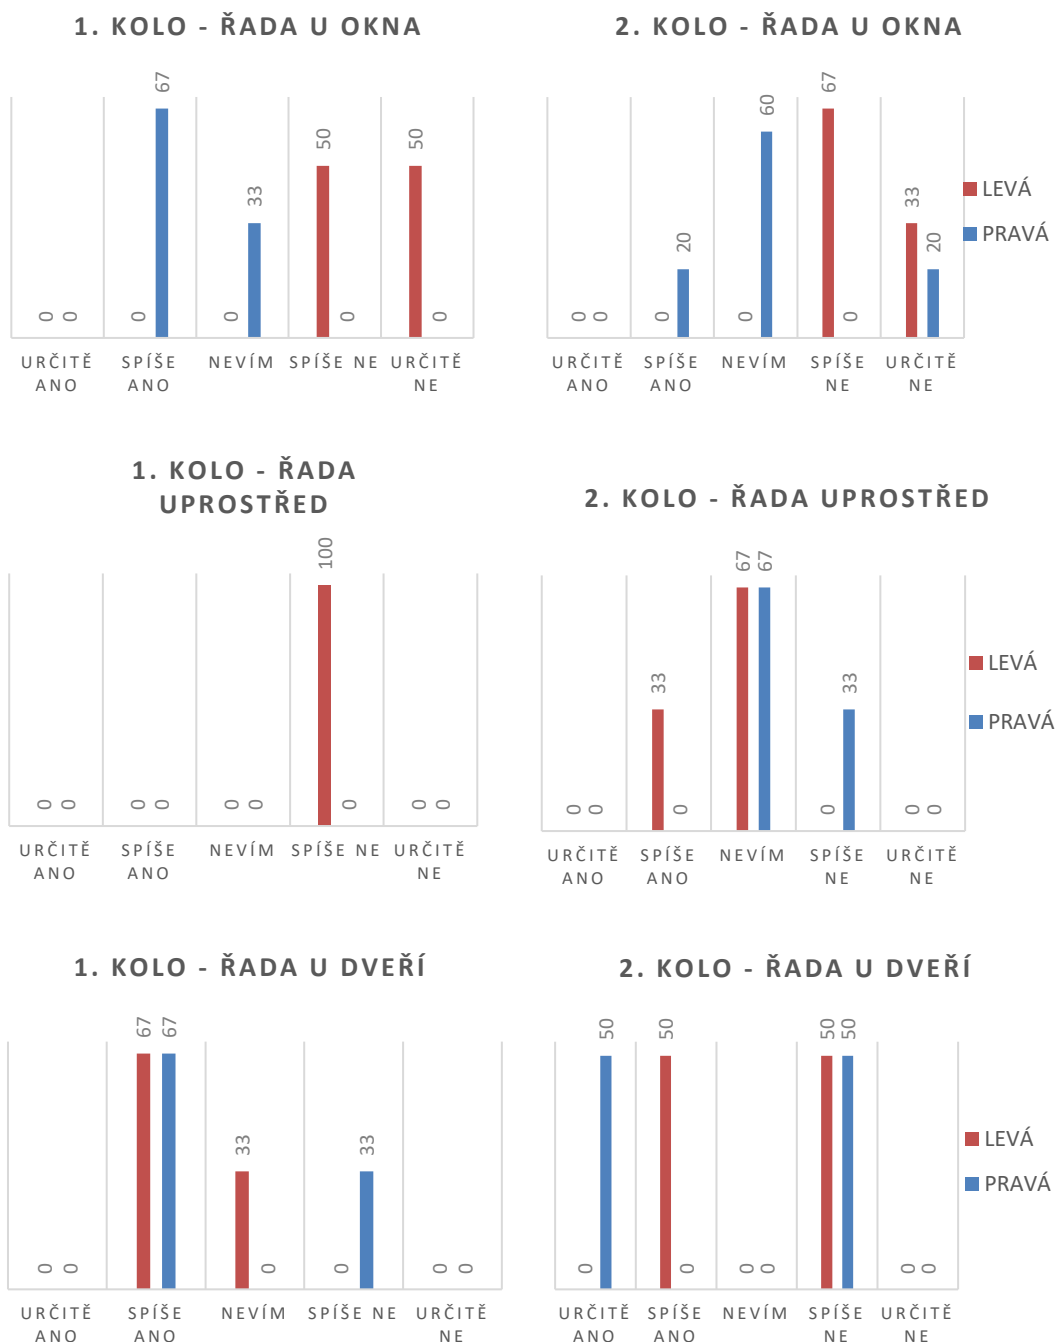 1. KOLO - ŘADA U OKNA
67
33
50
50
0 0
0
0
0
0
URČITĚ ANO
SPÍŠE ANO
NEVÍM
SPÍŠE NE
URČITĚ NE
2. KOLO - ŘADA U OKNA
67
60
33
20
20
0 0
0
0
0
URČITĚ ANO
SPÍŠE ANO
NEVÍM
SPÍŠE NE
URČITĚ NE
LEVÁ
PRAVÁ
1. KOLO - ŘADA
UPROSTŘED
100
0 0
0 0
0 0
0
0 0
URČITĚ ANO
SPÍŠE ANO
NEVÍM
SPÍŠE NE
URČITĚ NE
2. KOLO - ŘADA UPROSTŘED
67 67
33
33
0 0
0
0
0 0
URČITĚ ANO
SPÍŠE ANO
NEVÍM
SPÍŠE NE
URČITĚ NE
LEVÁ
PRAVÁ
1. KOLO - ŘADA U DVEŘÍ
67 67
33
33
0 0
0
0
0 0
URČITĚ ANO
SPÍŠE ANO
NEVÍM
SPÍŠE NE
URČITĚ NE
2. KOLO - ŘADA U DVEŘÍ
50
50
50 50
0
0
0 0
0 0
URČITĚ ANO
SPÍŠE ANO
NEVÍM
SPÍŠE NE
URČITĚ NE
LEVÁ
PRAVÁ